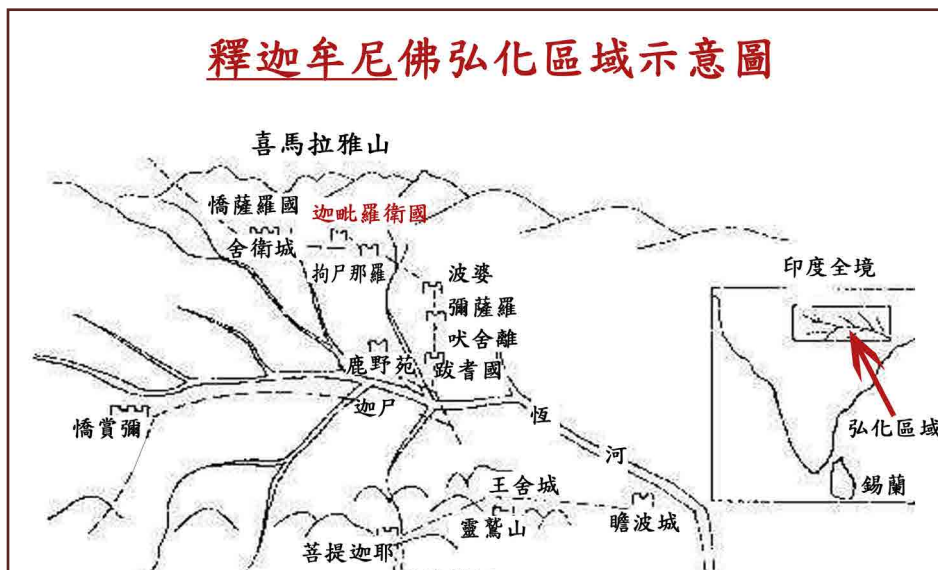 釋迦牟尼佛弘化區域示意圖
喜馬拉雅山
憍薩羅國
迦毗羅衛國
舍衛城
拘尸那羅
波婆
彌薩羅
吠舍離
跋耆國
鹿野苑
迦尸
憍賞彌
恆
河
王舍城
靈鷲山
瞻波城
菩提迦耶
印度全境
弘化區域
錫蘭